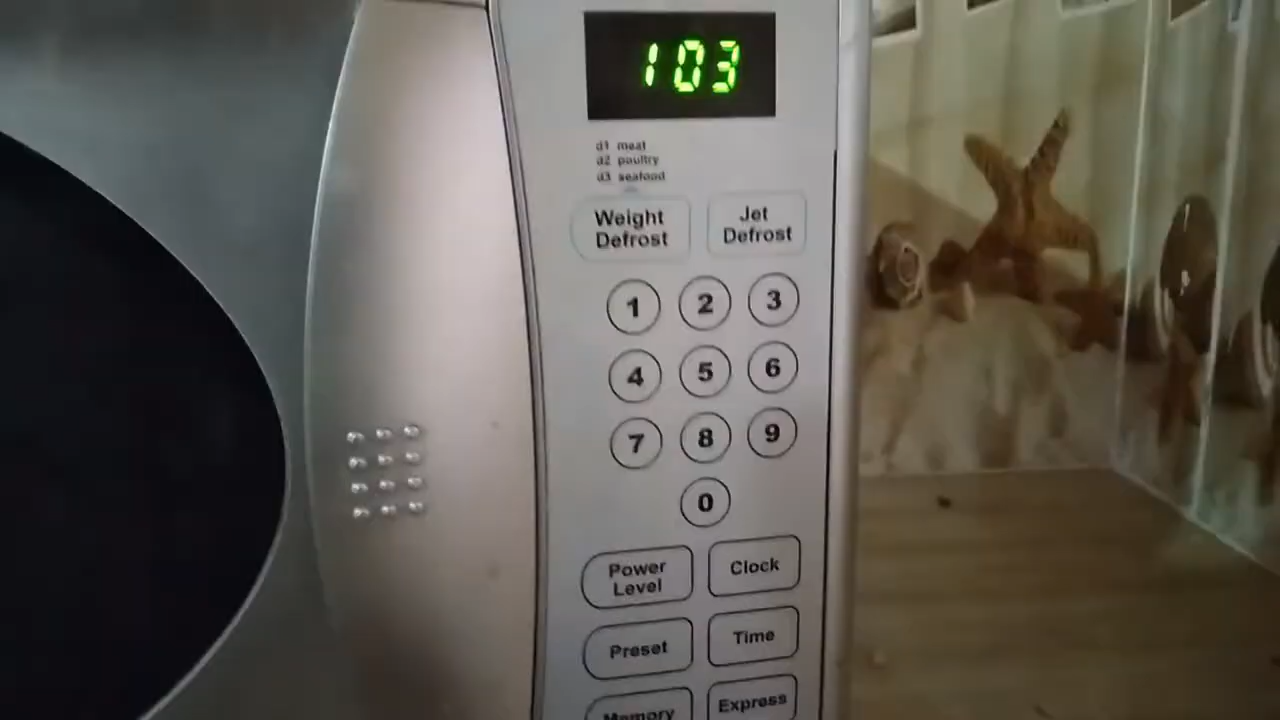 103
d1 meat
d2 poultry
d3 seafood
Weight
Defrost
Jet
Defrost
1 2 3
4 5 6
7 8 9
0
Power
Level
Clock
Preset
Time
Memory
Express